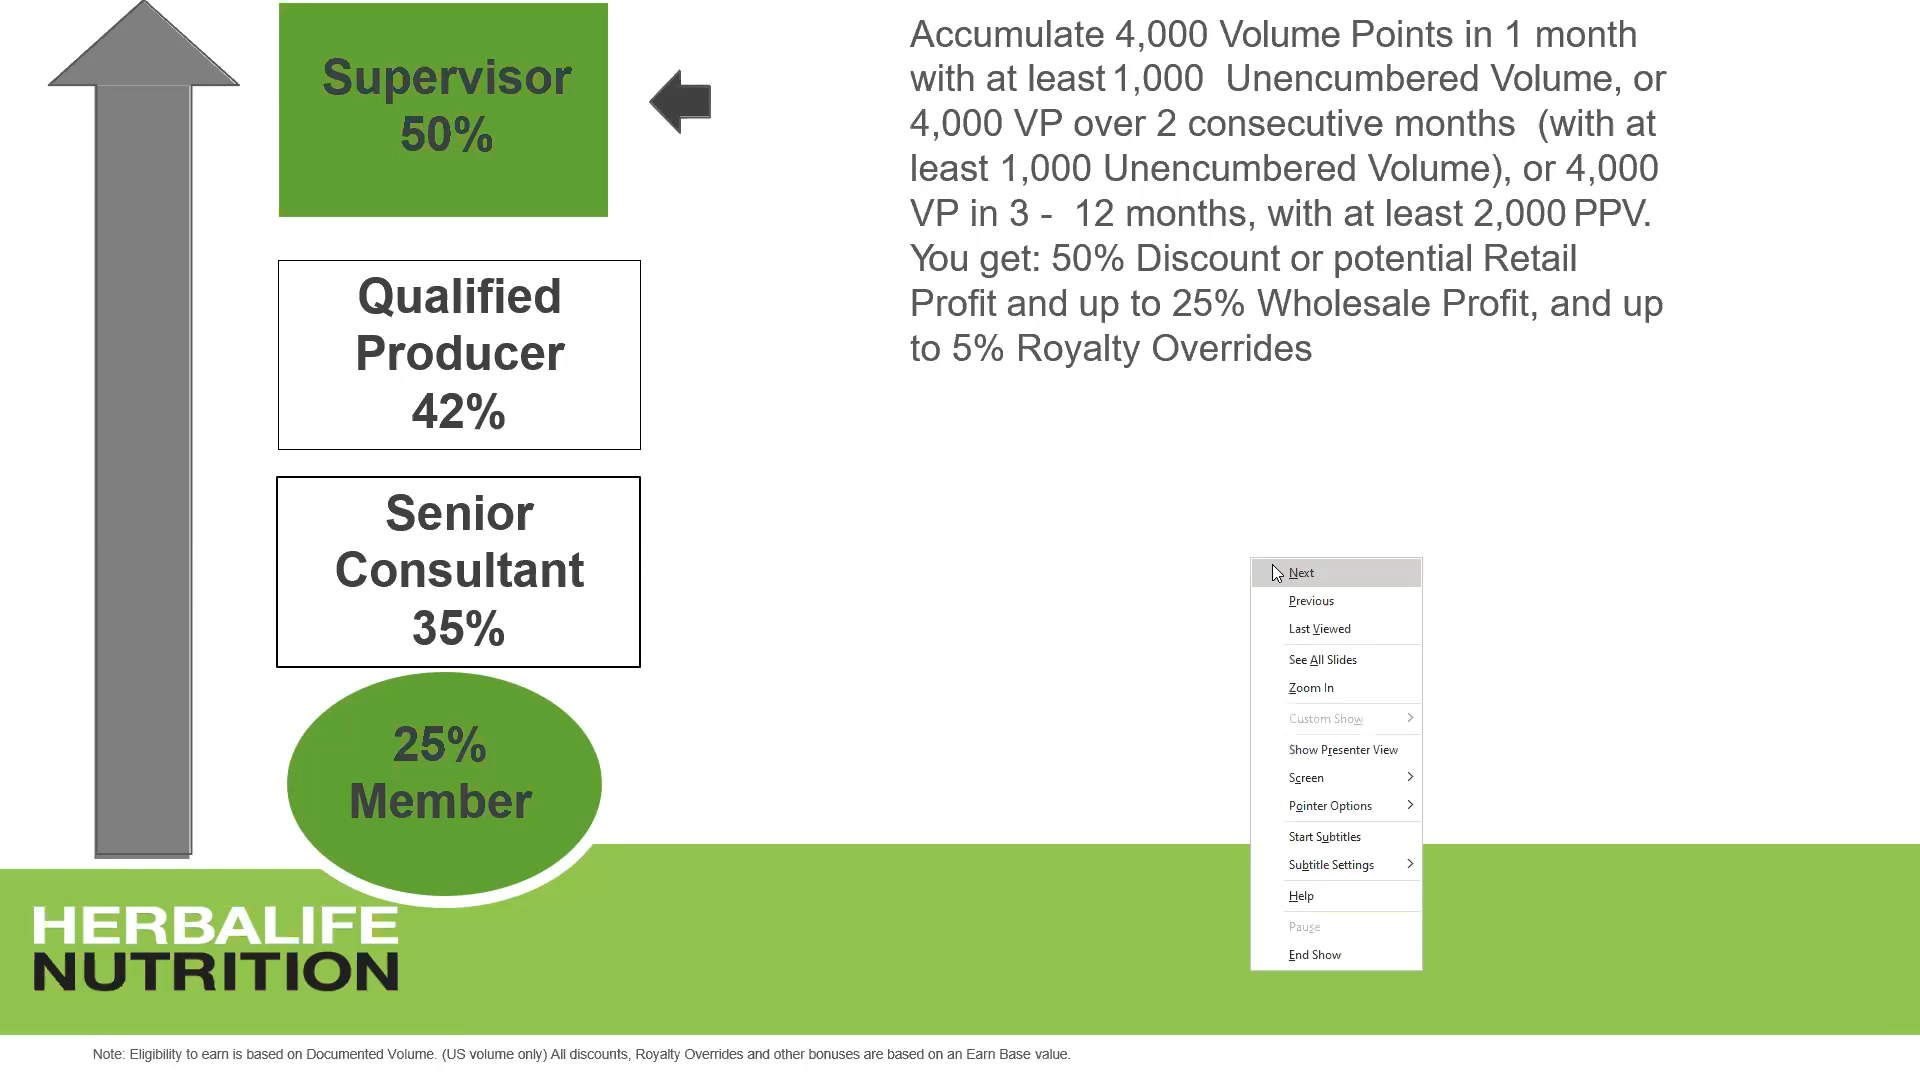 Supervisor
50%
Qualified
Producer
42%
Senior
Consultant
35%
25%
Member
Accumulate 4,000 Volume Points in 1 month
with at least 1,000 Unencumbered Volume, or
4,000 VP over 2 consecutive months (with at
least 1,000 Unencumbered Volume), or 4,000
VP in 3 - 12 months, with at least 2,000 PPV.
You get: 50% Discount or potential Retail
Profit and up to 25% Wholesale Profit, and up
to 5% Royalty Overrides
Next
Previous
Last Viewed
See All Slides
Zoom In
Custom Show
Show Presenter View
Screen
Pointer Options
Start Subtitles
Subtitle Settings
Help
Pause
End Show
HERBALIFE
NUTRITION
Note: Eligibility to earn is based on Documented Volume. (US volume only) All discounts, Royalty Overrides and other bonuses are based on an Earn Base value.